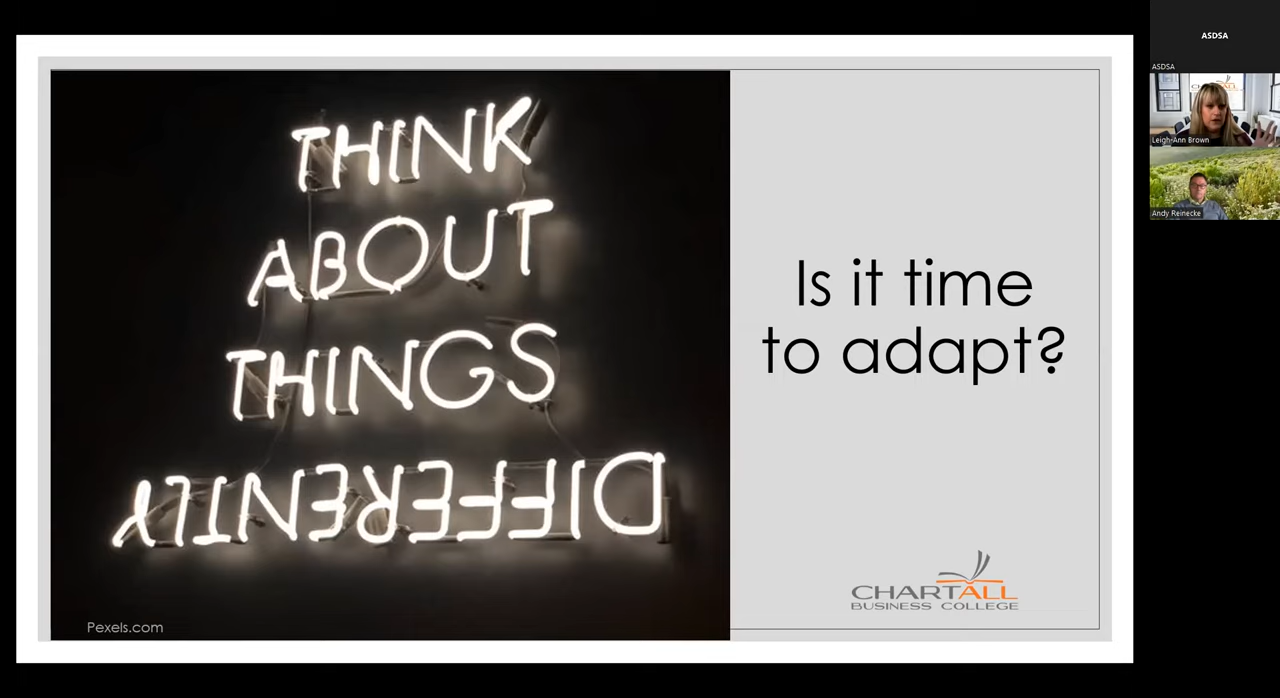 THINK
ABOUT
THINGS
DIFFERENTLY
Pexels.com
Is it time
to adapt?
CHARTALL
BUSINESS COLLEGE
ASDSA
ASDSA
Leigh-Ann Brown
Andy Reinecke